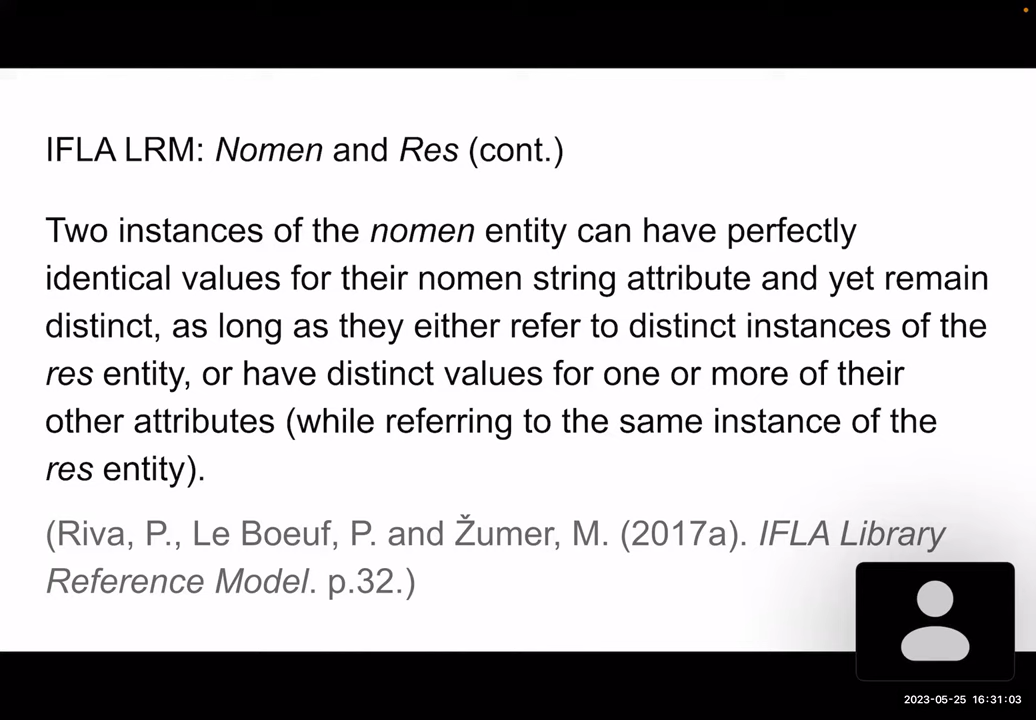 IFLA LRM: Nomen and Res (cont.)
Two instances of the nomen entity can have perfectly
identical values for their nomen string attribute and yet remain
distinct, as long as they either refer to distinct instances of the
res entity, or have distinct values for one or more of their
other attributes (while referring to the same instance of the
res entity).
(Riva, P., Le Boeuf, P. and Žumer, M. (2017a). IFLA Library
Reference Model. p.32.)
2023-05-25 16:31:03